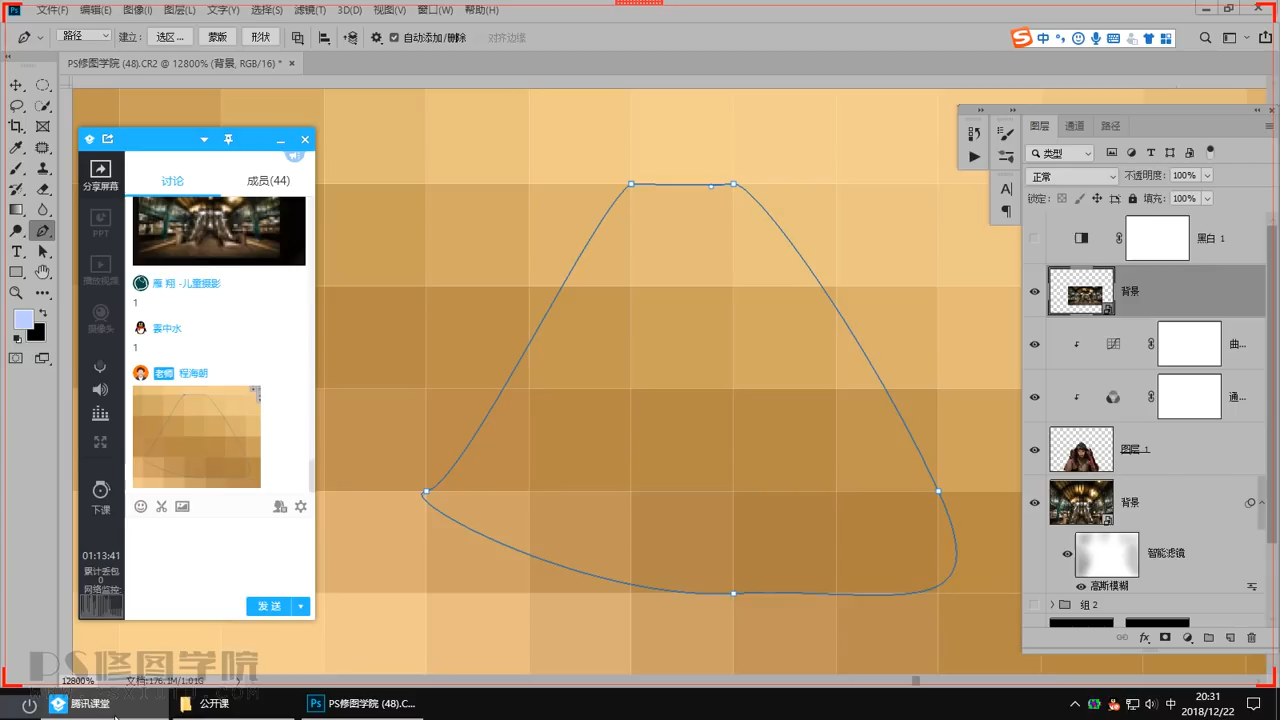 文件(F) 编辑(E) 图像(I) 图层(L) 文字(Y) 选择(S) 滤镜(T) 3D(D) 视图(V) 窗口(W) 帮助(H)
路径 建立: 选区... 蒙版 形状 自动添加/删除 对齐边缘
中
PS修图学院 (48).CR2 @ 12800% (背景, RGB/16) * ×
分享屏幕
PPT
播放视频
摄像头
下课
01:13:41
累计丢包
0
网络监控:
讨论 成员(44)
雁 翔 -儿童摄影
1
雲中水
1
老师 程海朝
发 送
图层 通道 路径
类型
正常 不透明度: 100%
锁定: 填充: 100%
黑白 1
背景
曲...
通...
图层 1
背景
智能滤镜
高斯模糊
组 2
fx
PS修图学院
12800% 文档:176.1M/1.01G
腾讯课堂 公开课 PS修图学院 (48).C...
中
20:31
2018/12/22